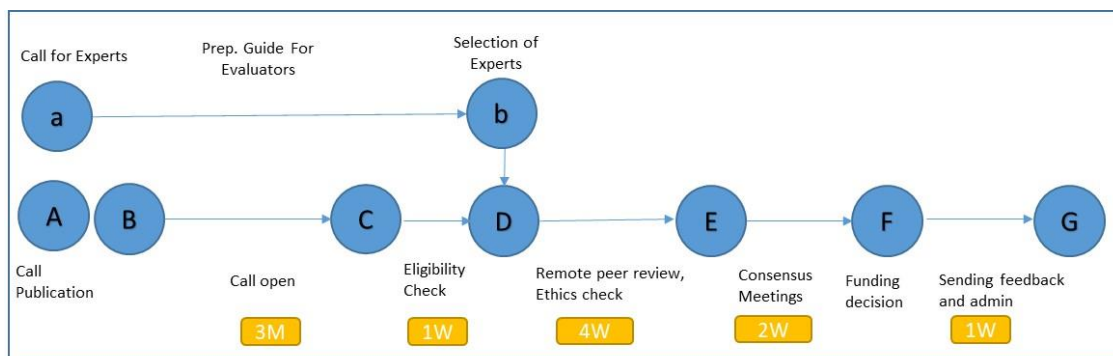 Call for Experts
Prep. Guide For
Evaluators
Selection of
Experts
a
b
A
B
C
D
E
F
G
Call
Publication
Call open
Eligibility
Check
Remote peer review,
Ethics check
Consensus
Meetings
Funding
decision
Sending feedback
and admin
3M
1W
4W
2W
1W